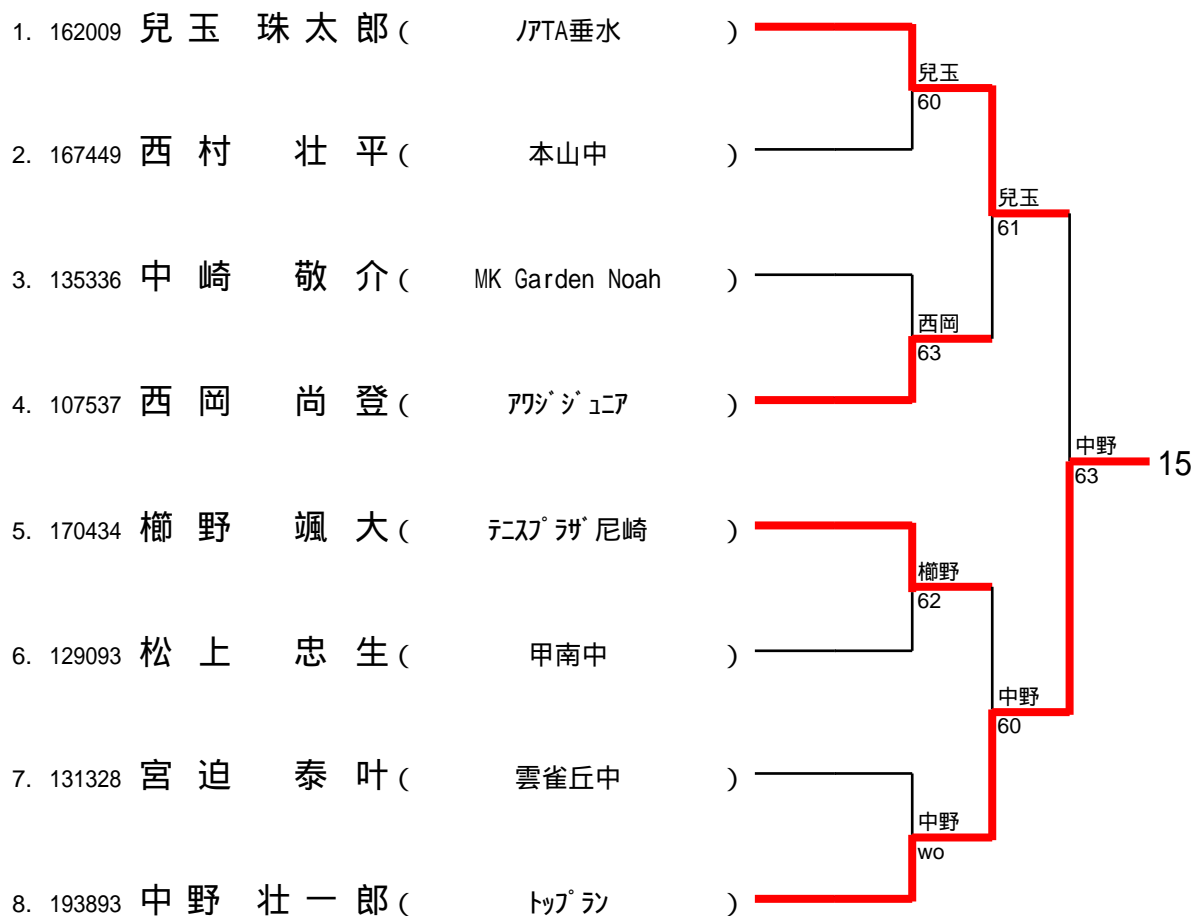 1. 162009 兒玉 珠太郎 ( ノアTA垂水 )
兒玉
60
2. 167449 西村 壮平 ( 本山中 )
兒玉
61
3. 135336 中崎 敬介 ( MK Garden Noah )
西岡
63
4. 107537 西岡 尚登 ( アワジジュニア )
中野
63
15
5. 170434 櫛野 颯大 ( テニスプラザ尼崎 )
櫛野
62
6. 129093 松上 忠生 ( 甲南中 )
中野
60
7. 131328 宮迫 泰叶 ( 雲雀丘中 )
中野
wo
8. 193893 中野 壮一郎 ( トップラン )